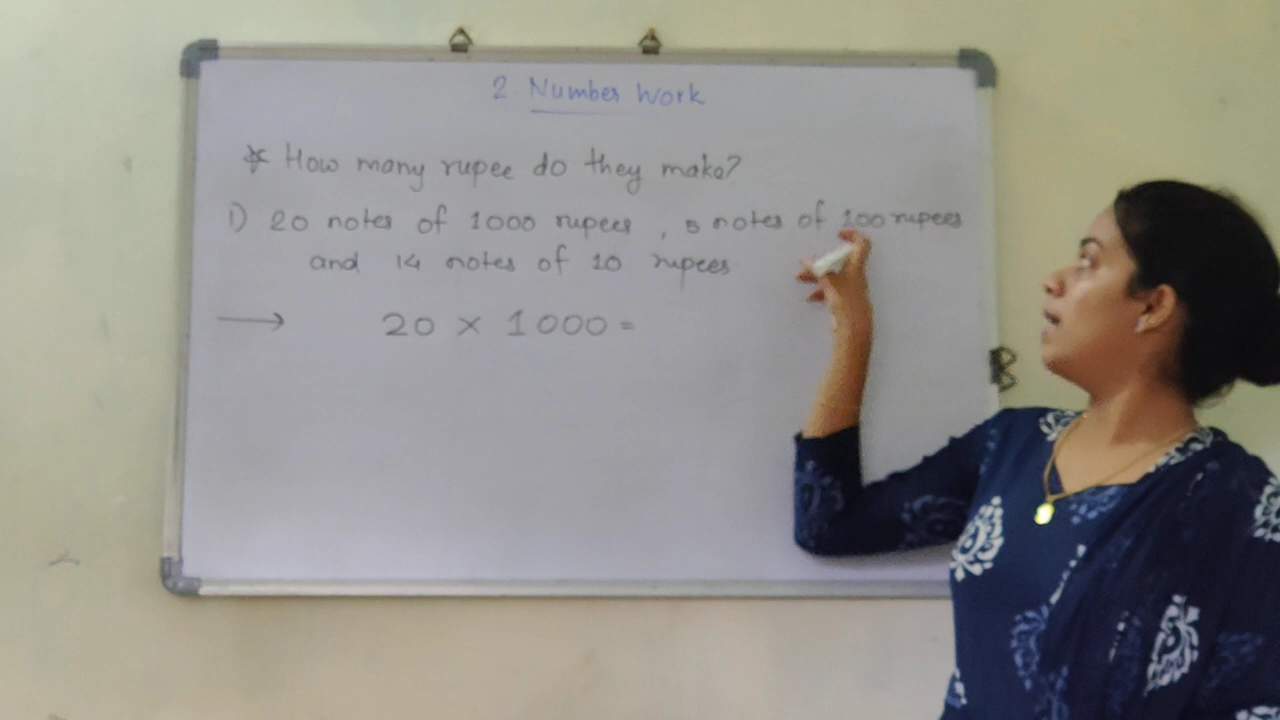 2 Number Work
* How many rupee do they make?
1) 20 notes of 1000 rupees, 5 notes of 100 rupees
and 14 notes of 10 rupees
→ 20 × 1000 =